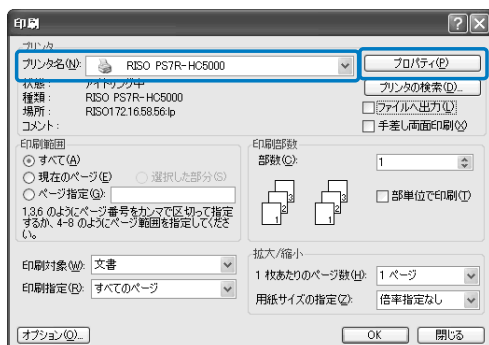 印刷
プリンタ
プリンタ名(N): RISO PS7R-HC5000 プロパティ(P)
状態: アイドリング中 プリンタの検索(D)...
種類: RISO PS7R-HC5000
場所: RISO172.16.58.56:lp ファイルへ出力(L)
コメント: 手差し両面印刷(X)
印刷範囲
すべて(A)
現在のページ(E) 選択した部分(S)
ページ指定(G):
1,3,6 のようにページ番号をカンマで区切って指定
するか、4-8 のようにページ範囲を指定してくださ
い。
印刷部数
部数(C): 1
部単位で印刷(T)
1 2 3 1 2 3
印刷対象(W): 文書
印刷指定(R): すべてのページ
拡大/縮小
1 枚あたりのページ数(H): 1 ページ
用紙サイズの指定(Z): 倍率指定なし
オプション(O)... OK 閉じる